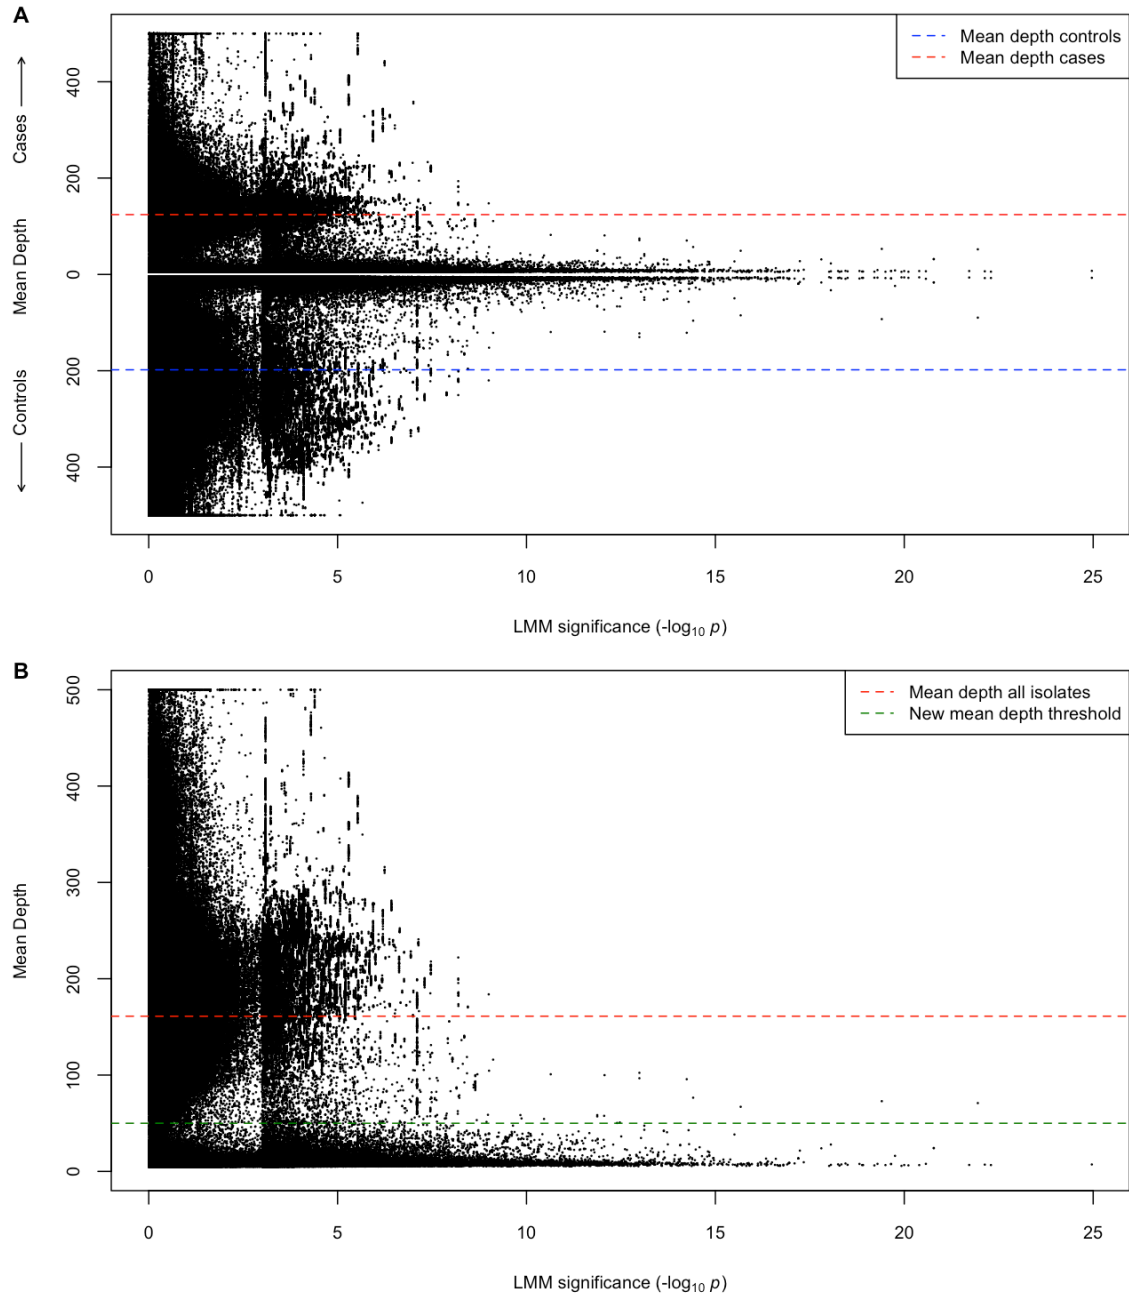 A
Mean depth controls
Mean depth cases
Controls
Mean Depth
Cases
400
200
0
200
400
0 5 10 15 20 25
LMM significance (-log₁₀ p)
B
Mean depth all isolates
New mean depth threshold
Mean Depth
500
400
300
200
100
0
0 5 10 15 20 25
LMM significance (-log₁₀ p)